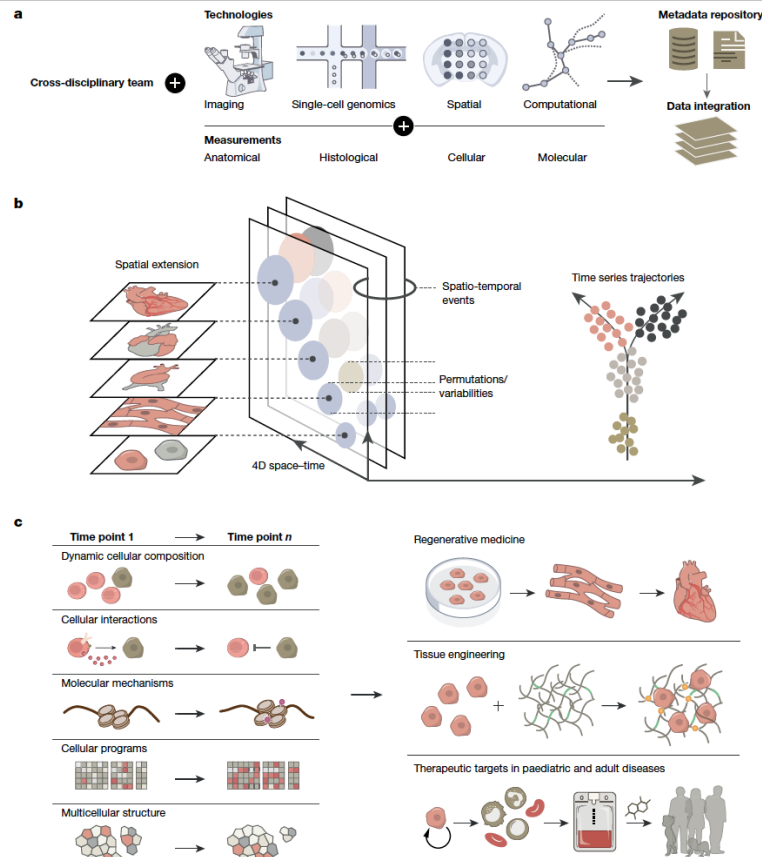 a
Technologies
Metadata repository
Cross-disciplinary team
Imaging
Single-cell genomics
Spatial
Computational
Data integration
Measurements
Anatomical
Histological
Cellular
Molecular
b
Spatial extension
Spatio-temporal
events
Time series trajectories
Permutations/
variabilities
4D space–time
c
Time point 1
Time point n
Dynamic cellular composition
Cellular interactions
Molecular mechanisms
Cellular programs
Multicellular structure
Regenerative medicine
Tissue engineering
+
Therapeutic targets in paediatric and adult diseases